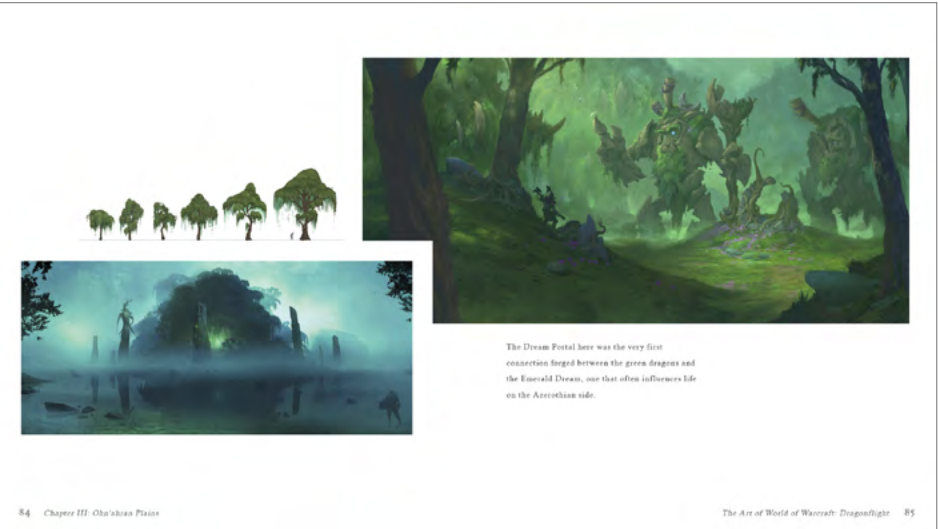 The Dream Portal here was the very first
connection forged between the green dragons and
the Emerald Dream, one that often influences life
on the Azerothian side.
84 Chapter III: Ohn'ahran Plains
The Art of World of Warcraft: Dragonflight 85